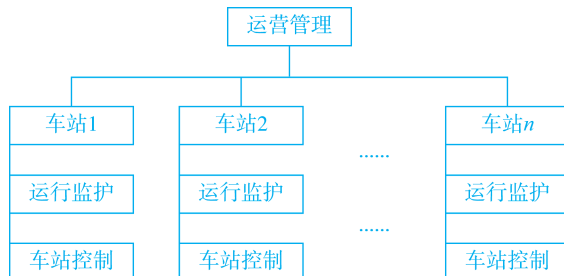 运营管理
车站1
车站2
车站n
......
运行监护
运行监护
运行监护
......
车站控制
车站控制
车站控制